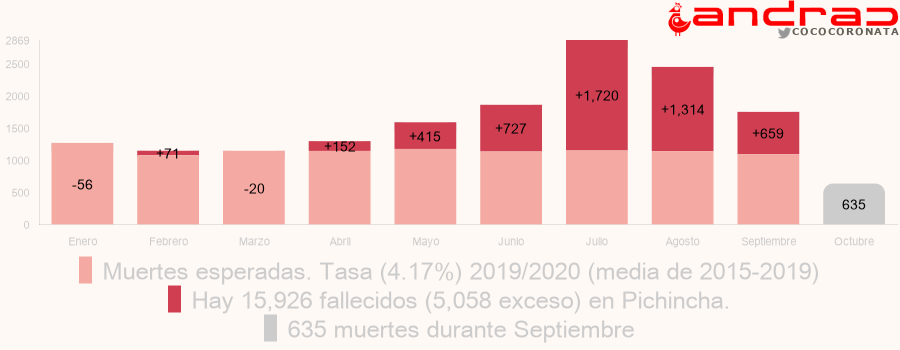 andrac
COCOCORONATA
2869
2500
2000
1500
1000
500
0
-56
+71
-20
+152
+415
+727
+1,720
+1,314
+659
635
Enero Febrero Marzo Abril Mayo Junio Julio Agosto Septiembre Octubre
Muertes esperadas. Tasa (4.17%) 2019/2020 (media de 2015-2019)
Hay 15,926 fallecidos (5,058 exceso) en Pichincha.
635 muertes durante Septiembre